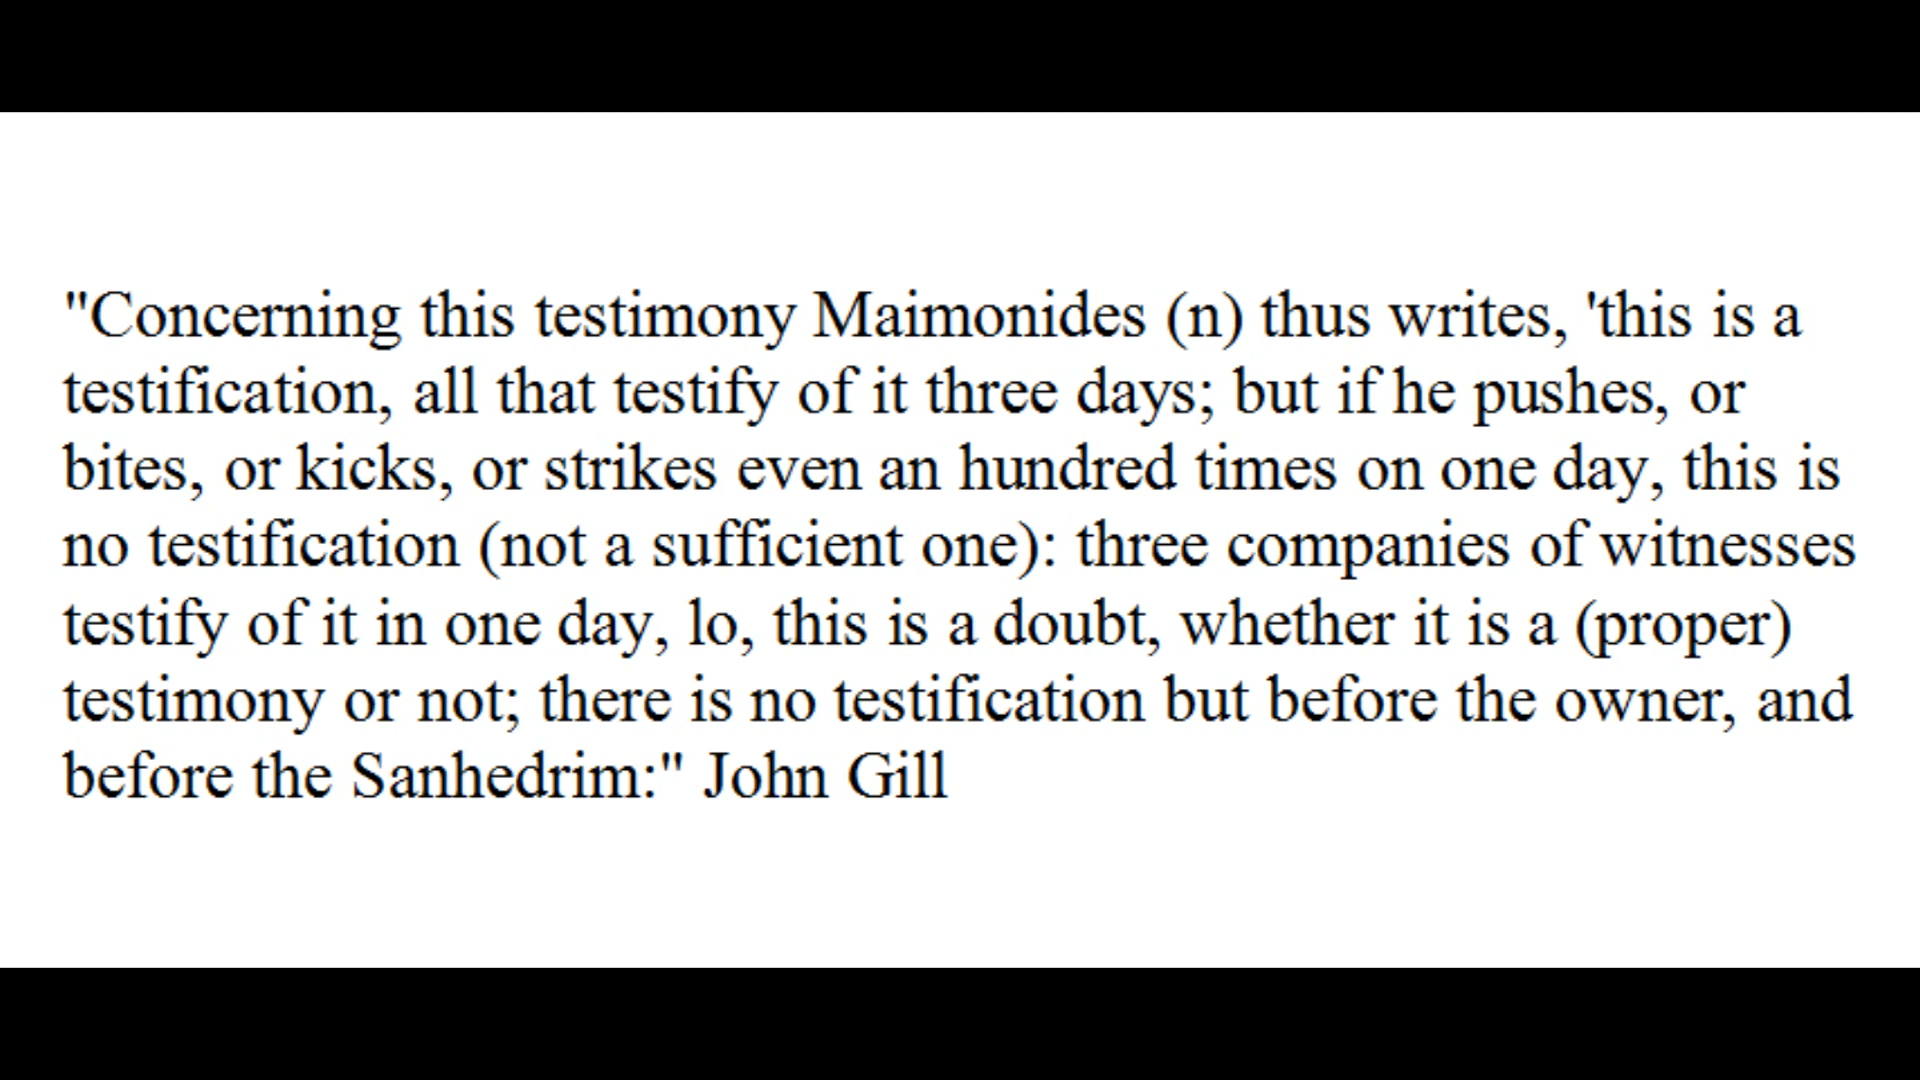 "Concerning this testimony Maimonides (n) thus writes, 'this is a
testification, all that testify of it three days; but if he pushes, or
bites, or kicks, or strikes even an hundred times on one day, this is
no testification (not a sufficient one): three companies of witnesses
testify of it in one day, lo, this is a doubt, whether it is a (proper)
testimony or not; there is no testification but before the owner, and
before the Sanhedrim:" John Gill